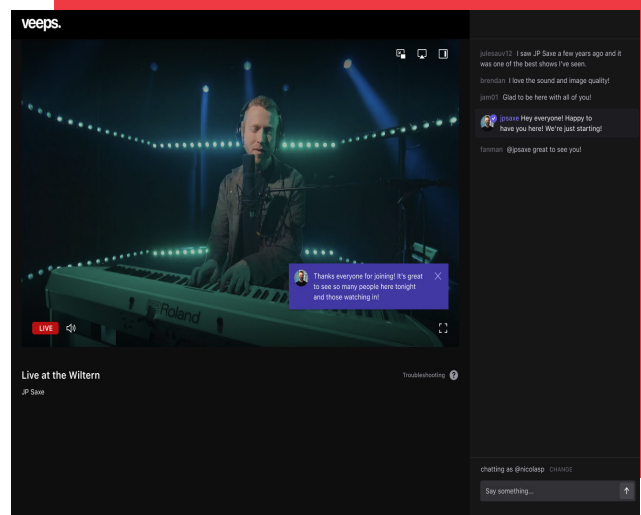 veeps.
julesauv12 I saw JP Saxe a few years ago and it
was one of the best shows I've seen.
brendan I love the sound and image quality!
jam01 Glad to be here with all of you!
jpsaxe Hey everyone! Happy to
have you here! We're just starting!
fanman @jpsaxe great to see you!
Thanks everyone for joining! It's great
to see so many people here tonight
and those watching in!
Roland
LIVE
Live at the Wiltern
Troubleshooting ?
JP Saxe
chatting as @nicolasp CHANGE
Say something...